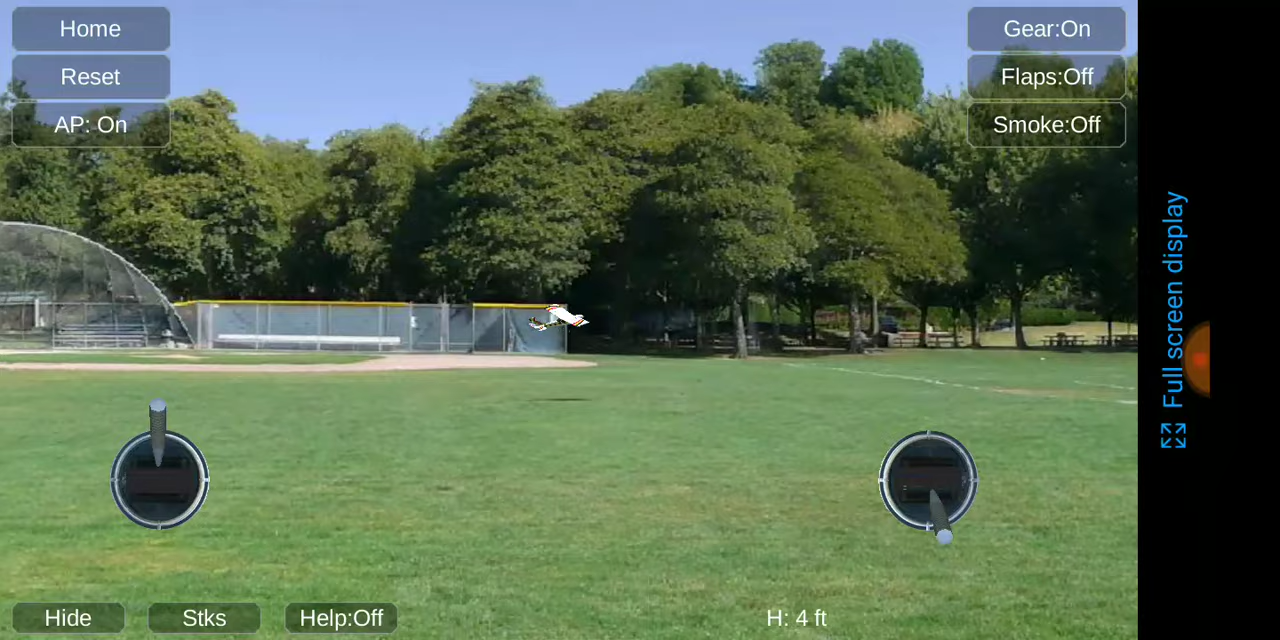 Home
Reset
AP: On
Gear:On
Flaps:Off
Smoke:Off
Full screen display
Hide
Stks
Help:Off
H: 4 ft